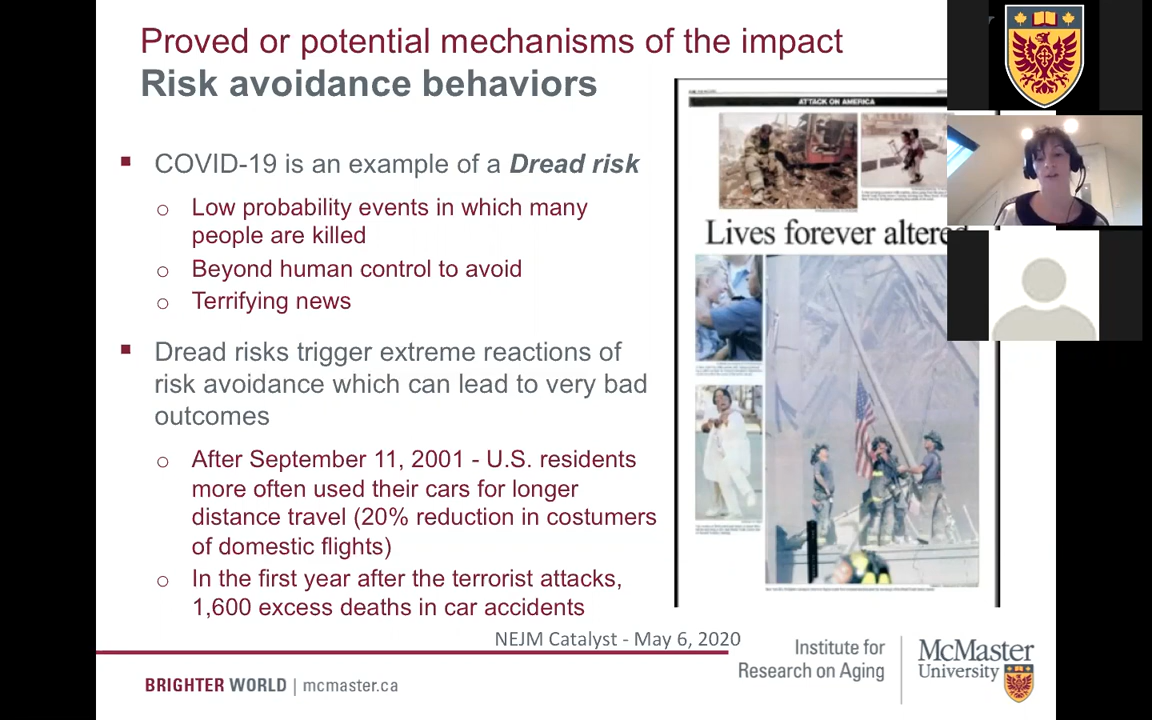 Proved or potential mechanisms of the impact
Risk avoidance behaviors
COVID-19 is an example of a Dread risk
Low probability events in which many
people are killed
Beyond human control to avoid
Terrifying news
Dread risks trigger extreme reactions of
risk avoidance which can lead to very bad
outcomes
After September 11, 2001 - U.S. residents
more often used their cars for longer
distance travel (20% reduction in costumers
of domestic flights)
In the first year after the terrorist attacks,
1,600 excess deaths in car accidents
ATTACK ON AMERICA
Lives forever altered
NEJM Catalyst - May 6, 2020
BRIGHTER WORLD | mcmaster.ca
Institute for
Research on Aging
McMaster
University